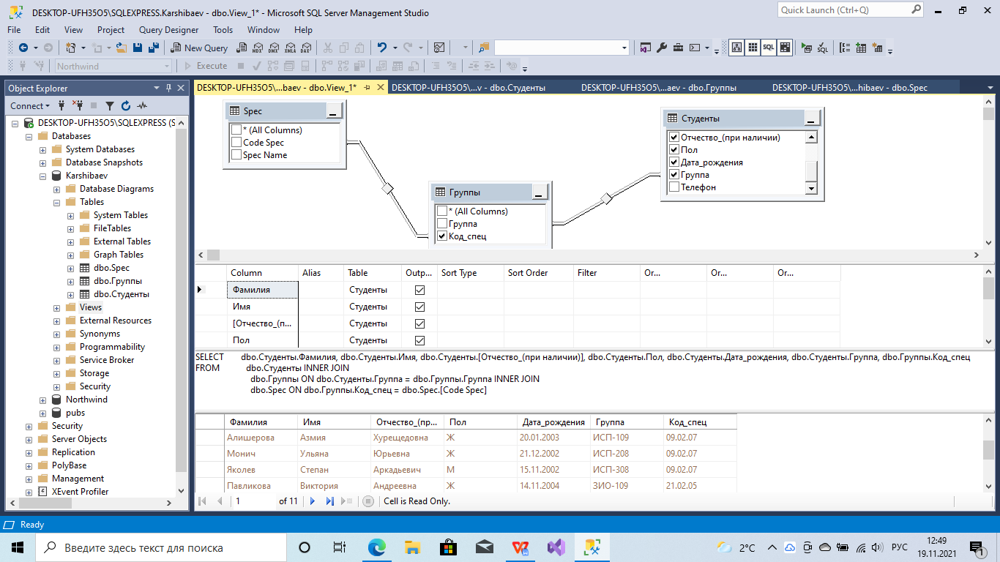 DESKTOP-UFH35O5\SQLEXPRESS.Karshibaev - dbo.View_1* - Microsoft SQL Server Management Studio
Quick Launch (Ctrl+Q)
File Edit View Project Query Designer Tools Window Help
New Query MDX DMX XMLA DAX SQL SQL
Northwind Execute
Object Explorer
DESKTOP-UFH35O5\...baev - dbo.View_1* DESKTOP-UFH35O5\...v - dbo.Студенты DESKTOP-UFH35O5\...aev - dbo.Группы DESKTOP-UFH35O5\...hibaev - dbo.Spec
Connect
DESKTOP-UFH35O5\SQLEXPRESS (S
Databases
System Databases
Database Snapshots
Karshibaev
Database Diagrams
Tables
System Tables
FileTables
External Tables
Graph Tables
dbo.Spec
dbo.Группы
dbo.Студенты
Views
External Resources
Synonyms
Programmability
Service Broker
Storage
Security
Northwind
pubs
Security
Server Objects
Replication
PolyBase
Management
XEvent Profiler
Spec
* (All Columns)
Code Spec
Spec Name
Группы
* (All Columns)
Группа
Код_спец
Студенты
Отчество_(при наличии)
Пол
Дата_рождения
Группа
Телефон
Column Alias Table Outp... Sort Type Sort Order Filter Or... Or... Or...
Фамилия Студенты
Имя Студенты
[Отчество_(п... Студенты
Пол Студенты
SELECT dbo.Студенты.Фамилия, dbo.Студенты.Имя, dbo.Студенты.[Отчество_(при наличии)], dbo.Студенты.Пол, dbo.Студенты.Дата_рождения, dbo.Студенты.Группа, dbo.Группы.Код_спец
FROM dbo.Студенты INNER JOIN
dbo.Группы ON dbo.Студенты.Группа = dbo.Группы.Группа INNER JOIN
dbo.Spec ON dbo.Группы.Код_спец = dbo.Spec.[Code Spec]
Фамилия Имя Отчество_(пр... Пол Дата_рождения Группа Код_спец
Алишерова Азмия Хурещедовна Ж 20.01.2003 ИСП-109 09.02.07
Монич Ульяна Юрьевна Ж 21.12.2002 ИСП-208 09.02.07
Яколев Степан Аркадьевич М 15.11.2002 ИСП-308 09.02.07
Павликова Виктория Андреевна Ж 14.11.2004 ЗИО-109 21.02.05
1 of 11 Cell is Read Only.
Ready
Введите здесь текст для поиска
2°C
РУС
12:49
19.11.2021
1